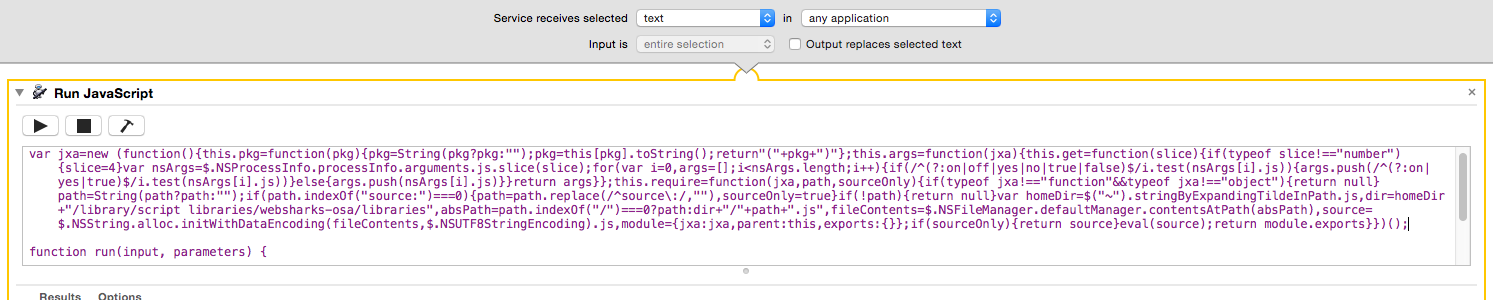 Service receives selected text in any application
Input is entire selection Output replaces selected text
Run JavaScript
var jxa=new (function(){this.pkg=function(pkg){pkg=String(pkg?pkg:"");pkg=this[pkg].toString();return"("+pkg+")"};this.args=function(jxa){this.get=function(slice){if(typeof slice!=="number")
{slice=4}var nsArgs=$.NSProcessInfo.processInfo.arguments.js.slice(slice);for(var i=0,args=[];i<nsArgs.length;i++){if(/^(?:on|off|yes|no|true|false)$/i.test(nsArgs[i].js)){args.push(/^(?:on|
yes|true)$/i.test(nsArgs[i].js))}else{args.push(nsArgs[i].js)}}return args}};this.require=function(jxa,path,sourceOnly){if(typeof jxa!=="function"&&typeof jxa!=="object"){return null}
path=String(path?path:"");if(path.indexOf("source:")===0){path=path.replace(/^source\:/,""),sourceOnly=true}if(!path){return null}var homeDir=$("~").stringByExpandingTildeInPath.js,dir=homeDir
+"/library/script libraries/websharks-osa/libraries",absPath=path.indexOf("/")===0?path:dir+"/"+path+".js",fileContents=$.NSFileManager.defaultManager.contentsAtPath(absPath),source=
$.NSString.alloc.initWithDataEncoding(fileContents,$.NSUTF8StringEncoding).js,module={jxa:jxa,parent:this,exports:{}};if(sourceOnly){return source}eval(source);return module.exports}})();
function run(input, parameters) {
Results Options